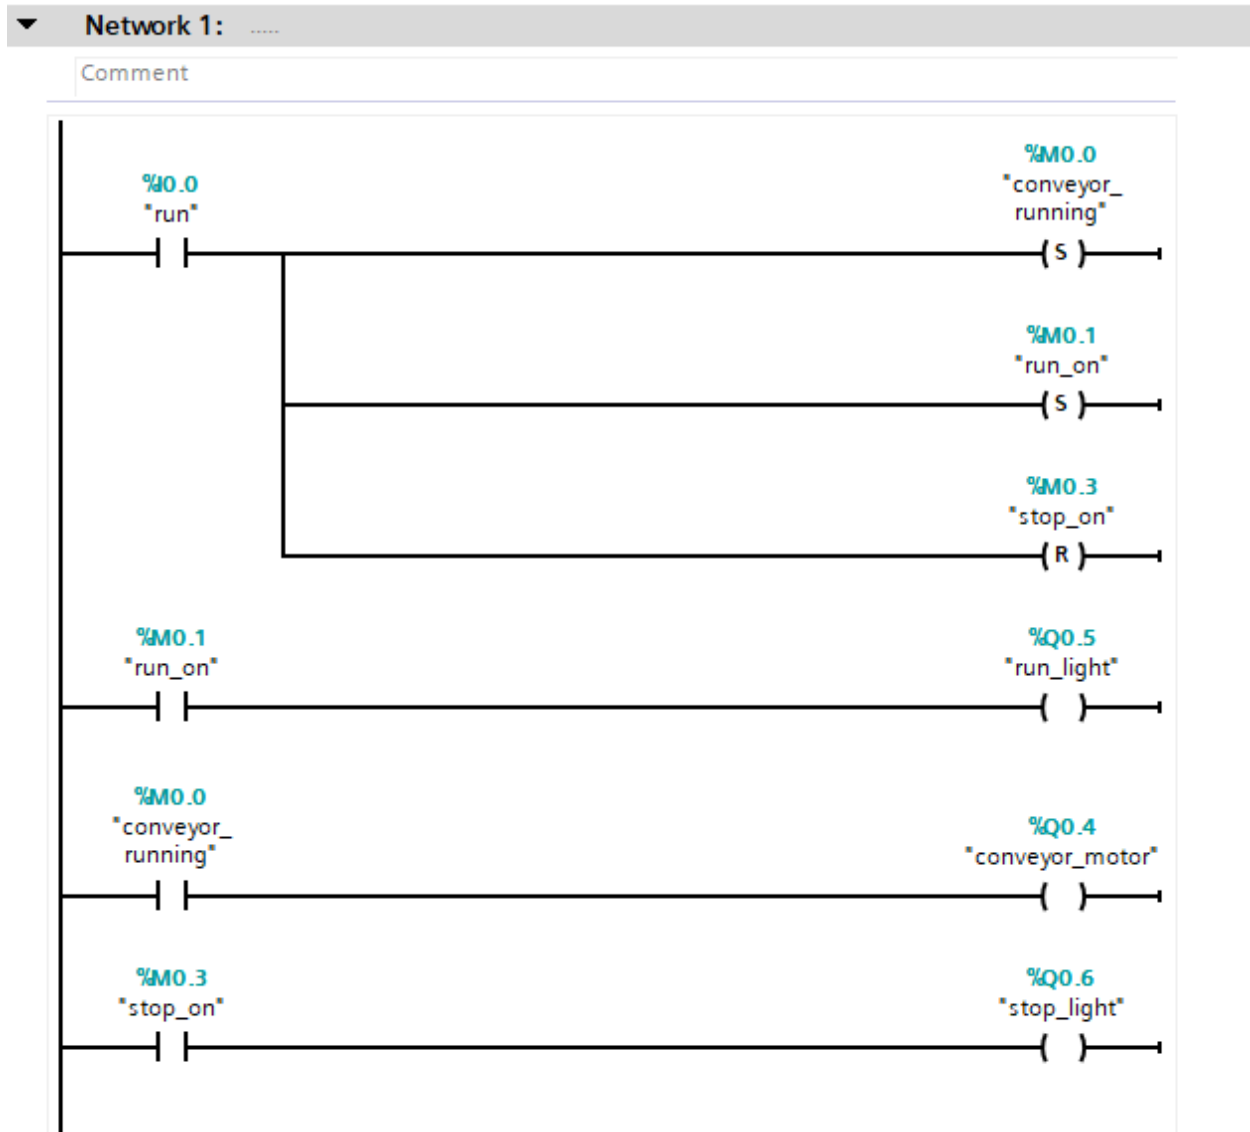 Network 1: .....
Comment
%I0.0
"run"
%M0.0
"conveyor_
running"
S
%M0.1
"run_on"
S
%M0.3
"stop_on"
R
%M0.1
"run_on"
%Q0.5
"run_light"
%M0.0
"conveyor_
running"
%Q0.4
"conveyor_motor"
%M0.3
"stop_on"
%Q0.6
"stop_light"